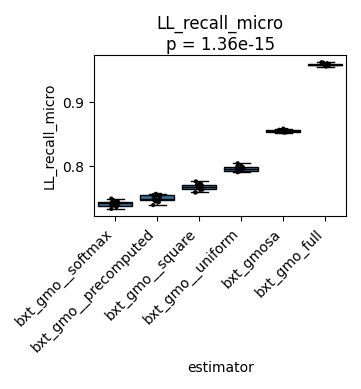 LL_recall_micro
p = 1.36e-15
LL_recall_micro
0.9
0.8
bxt_gmo__softmax
bxt_gmo__precomputed
bxt_gmo__square
bxt_gmo__uniform
bxt_gmosa
bxt_gmo_full
estimator